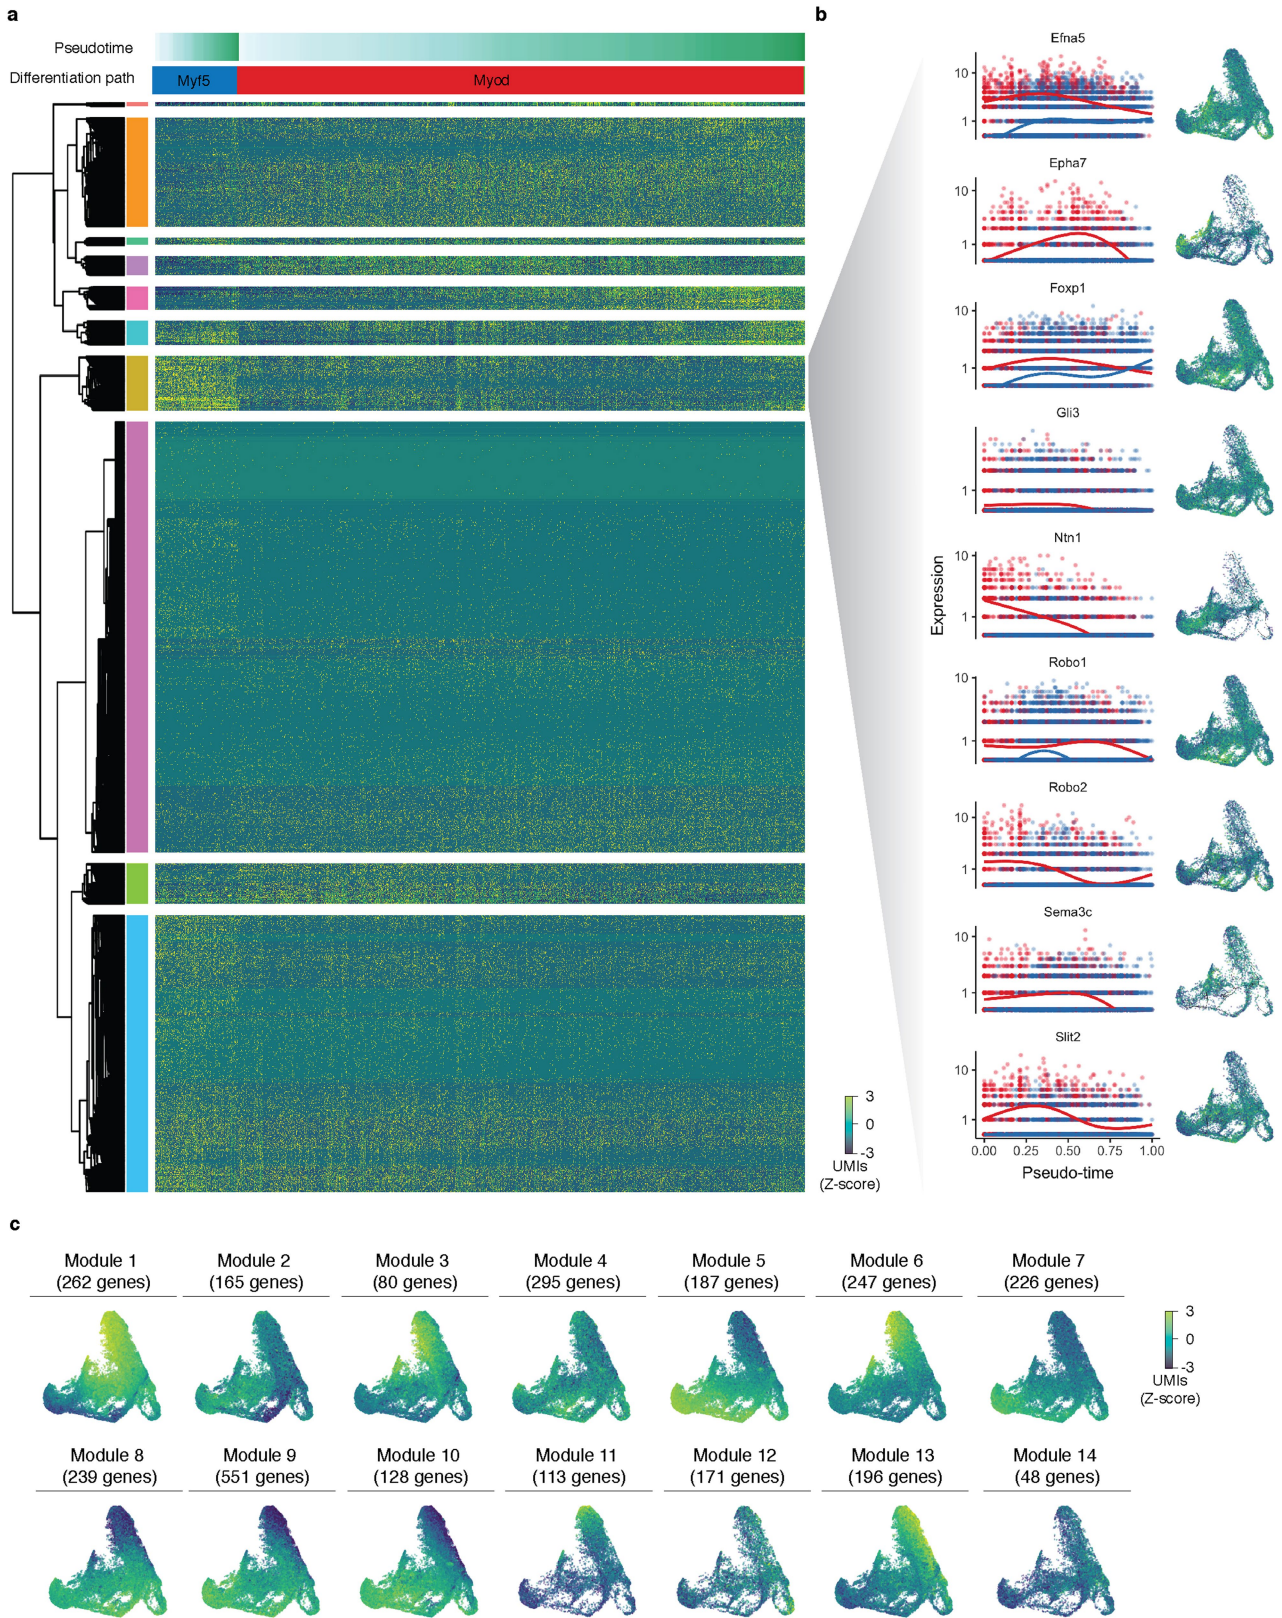 a
Pseudotime
Differentiation path
Myf5
Myod
3
0
-3
UMIs
(Z-score)
b
Efna5
10
1
Epha7
10
1
Foxp1
10
1
Gli3
1
Ntn1
10
1
Expression
Robo1
10
1
Robo2
10
1
Sema3c
10
1
Slit2
10
1
0.00 0.25 0.50 0.75 1.00
Pseudo-time
c
Module 1 Module 2 Module 3 Module 4 Module 5 Module 6 Module 7
(262 genes) (165 genes) (80 genes) (295 genes) (187 genes) (247 genes) (226 genes)
3
0
-3
UMIs
(Z-score)
Module 8 Module 9 Module 10 Module 11 Module 12 Module 13 Module 14
(239 genes) (551 genes) (128 genes) (113 genes) (171 genes) (196 genes) (48 genes)